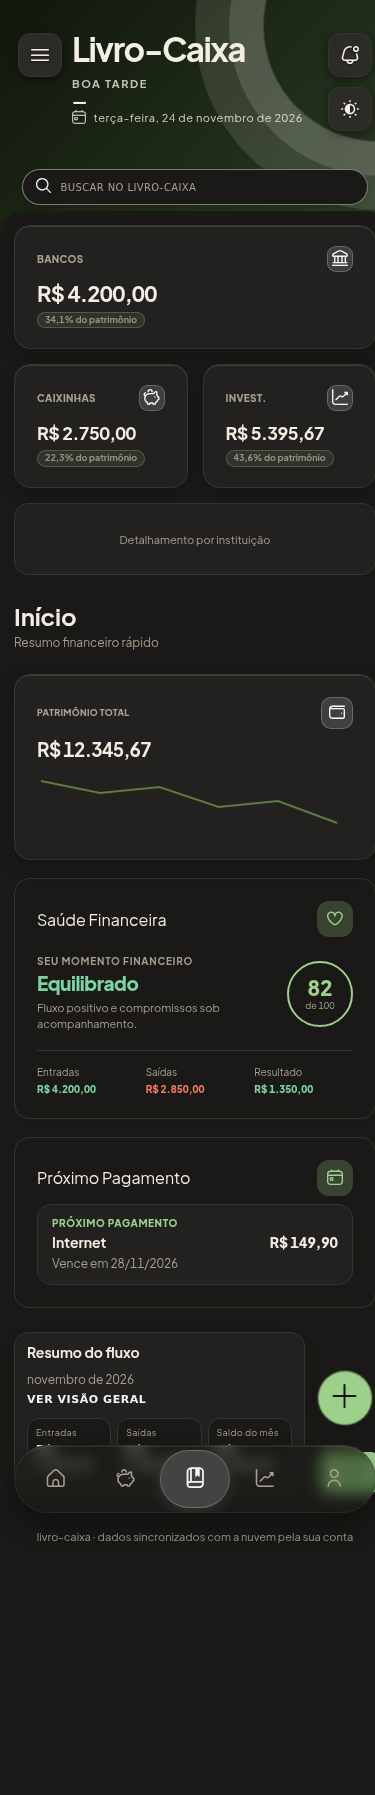 Livro-Caixa
BOA TARDE
terça-feira, 24 de novembro de 2026
BUSCAR NO LIVRO-CAIXA
BANCOS
R$ 4.200,00
34,1% do patrimônio
CAIXINHAS
R$ 2.750,00
22,3% do patrimônio
INVEST.
R$ 5.395,67
43,6% do patrimônio
Detalhamento por instituição
Início
Resumo financeiro rápido
PATRIMÔNIO TOTAL
R$ 12.345,67
Saúde Financeira
SEU MOMENTO FINANCEIRO
Equilibrado
Fluxo positivo e compromissos sob
acompanhamento.
82
de 100
Entradas Saídas Resultado
R$ 4.200,00 R$ 2.850,00 R$ 1.350,00
Próximo Pagamento
PRÓXIMO PAGAMENTO
Internet R$ 149,90
Vence em 28/11/2026
Resumo do fluxo
novembro de 2026
VER VISÃO GERAL
Entradas Saídas Saldo do mês
livro-caixa · dados sincronizados com a nuvem pela sua conta